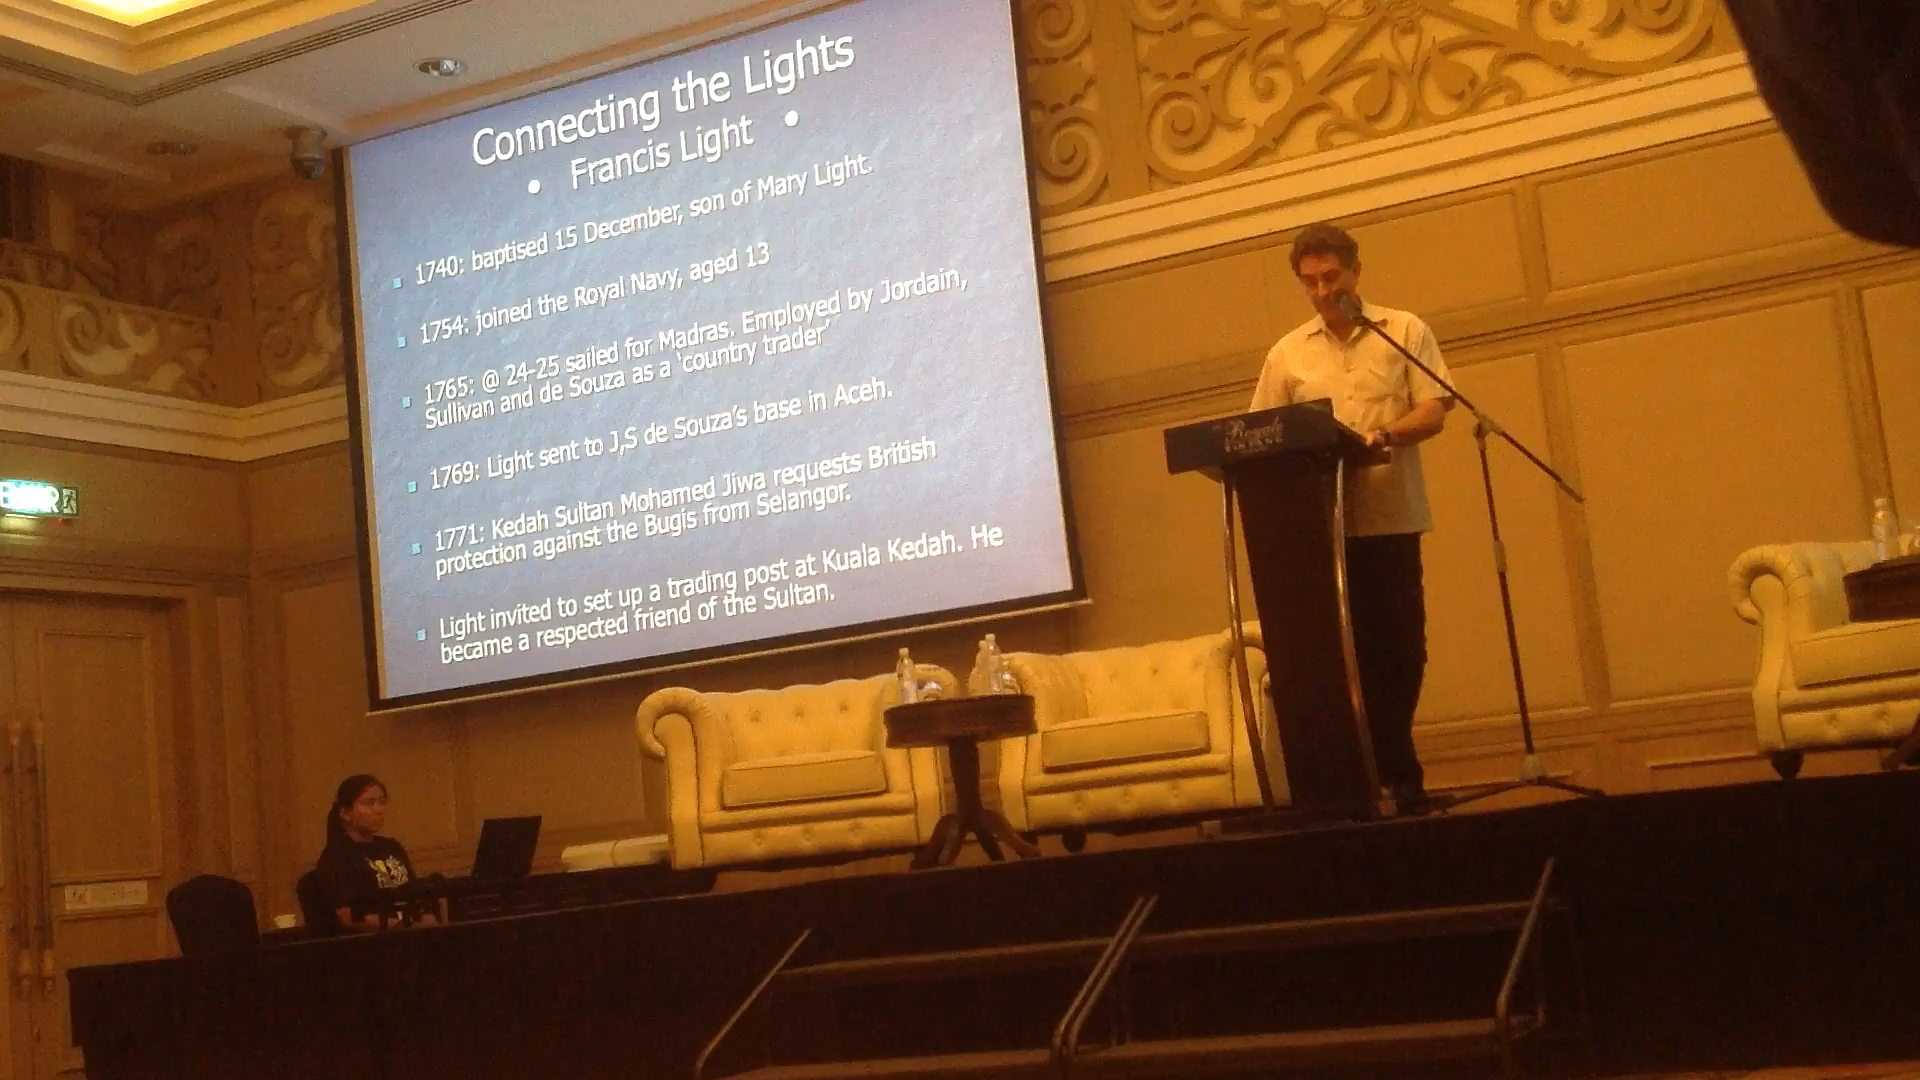 Connecting the Lights
• Francis Light •
1740: baptised 15 December, son of Mary Light.
1754: joined the Royal Navy, aged 13
1765: @ 24-25 sailed for Madras. Employed by Jordain,
Sullivan and de Souza as a ‘country trader’
1769: Light sent to J,S de Souza’s base in Aceh.
1771: Kedah Sultan Mohamed Jiwa requests British
protection against the Bugis from Selangor.
Light invited to set up a trading post at Kuala Kedah. He
became a respected friend of the Sultan.
Royale
BINTANG